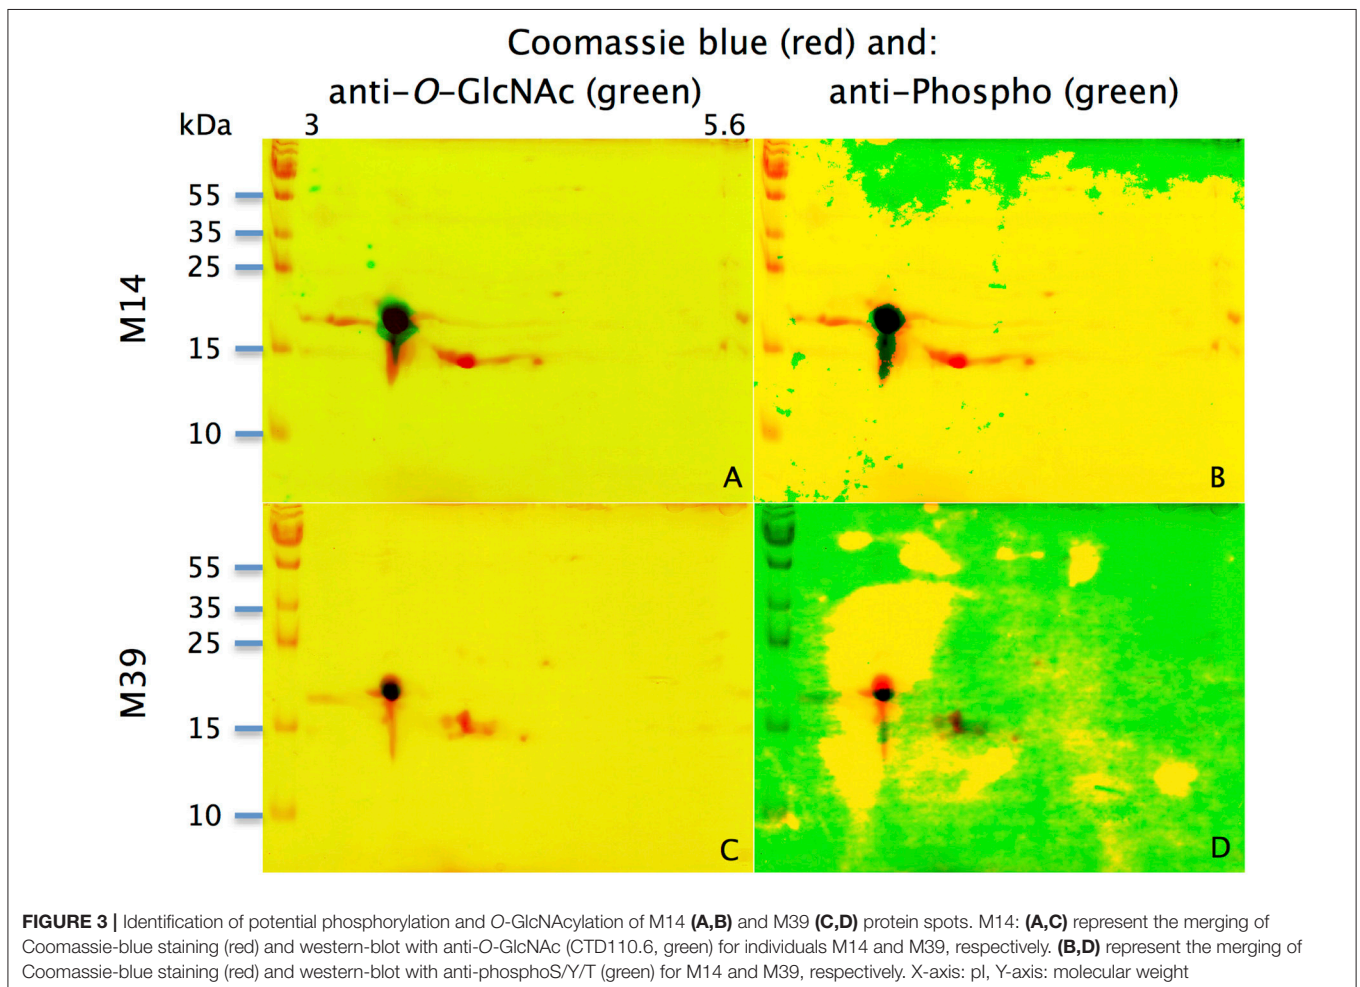 Coomassie blue (red) and:
anti-O-GlcNAc (green) anti-Phospho (green)
kDa 3 5.6
55
35
25
M14
15
10
A B
55
35
25
M39
15
10
C D
FIGURE 3 | Identification of potential phosphorylation and O-GlcNAcylation of M14 (A,B) and M39 (C,D) protein spots. M14: (A,C) represent the merging of
Coomassie-blue staining (red) and western-blot with anti-O-GlcNAc (CTD110.6, green) for individuals M14 and M39, respectively. (B,D) represent the merging of
Coomassie-blue staining (red) and western-blot with anti-phosphoS/Y/T (green) for M14 and M39, respectively. X-axis: pI, Y-axis: molecular weight